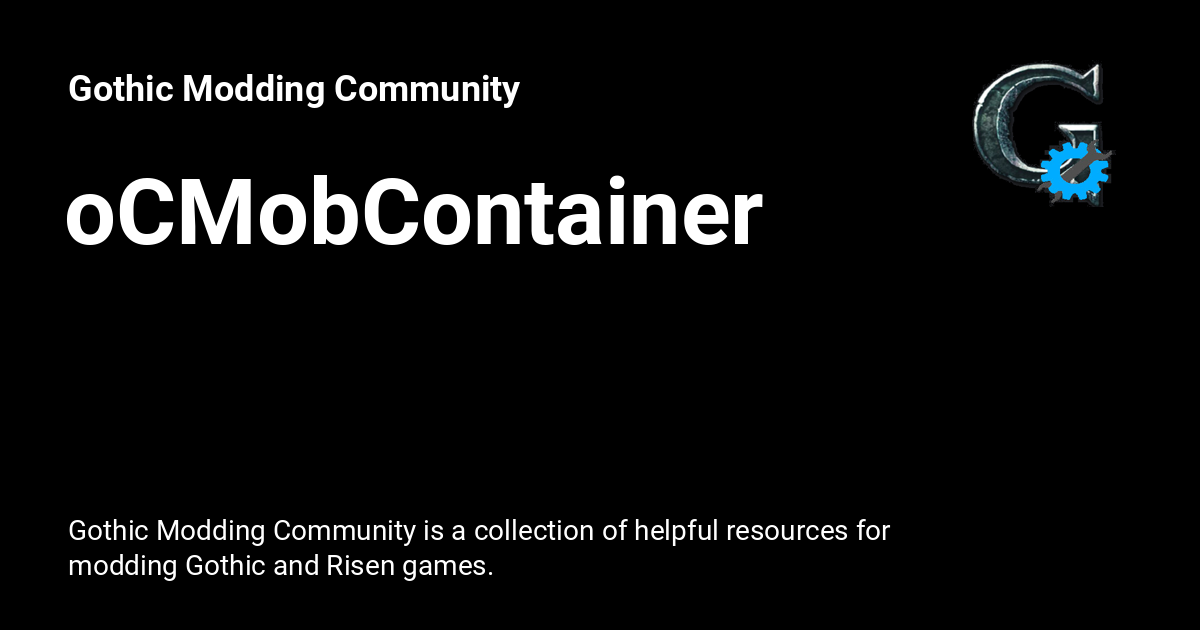 Gothic Modding Community
oCMobContainer
Gothic Modding Community is a collection of helpful resources for
modding Gothic and Risen games.